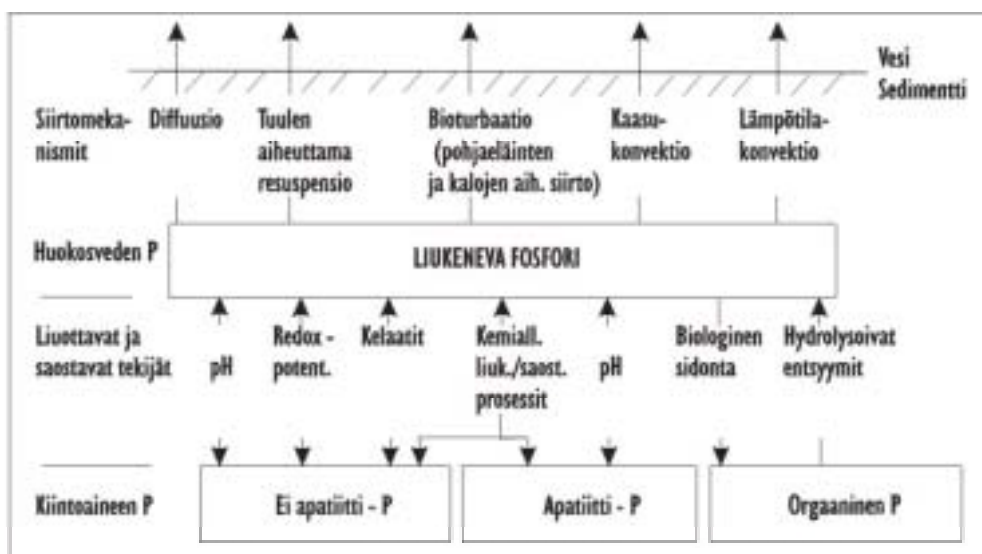 Vesi
Sedimentti
Siirtomeka-
nismit
Diffuusio
Tuulen
aiheuttama
resuspensio
Bioturbaatio
(pohjaeläinten
ja kalojen aih. siirto)
Kaasu-
konvektio
Lämpötila-
konvektio
Huokosveden P
LIUKENEVA FOSFORI
Liuottavat ja
saostavat tekijät
pH
Redox -
potent.
Kelaatit
Kemiall.
liuk./saost.
prosessit
pH
Biologinen
sidonta
Hydrolysoivat
entsyymit
Kiintoaineen P
Ei apatiitti - P
Apatiitti - P
Orgaaninen P